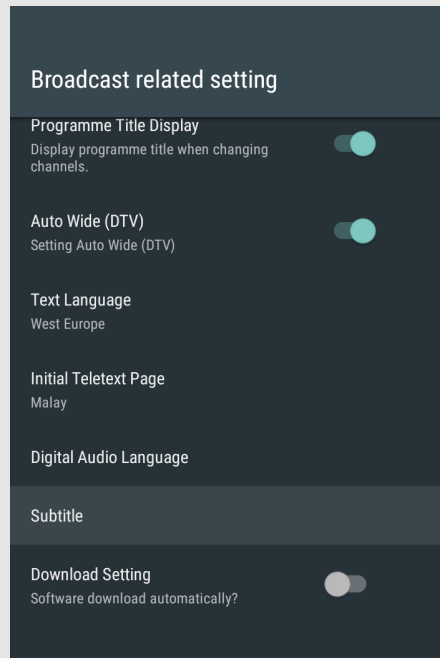 Broadcast related setting
Programme Title Display
Display programme title when changing
channels.
Auto Wide (DTV)
Setting Auto Wide (DTV)
Text Language
West Europe
Initial Teletext Page
Malay
Digital Audio Language
Subtitle
Download Setting
Software download automatically?